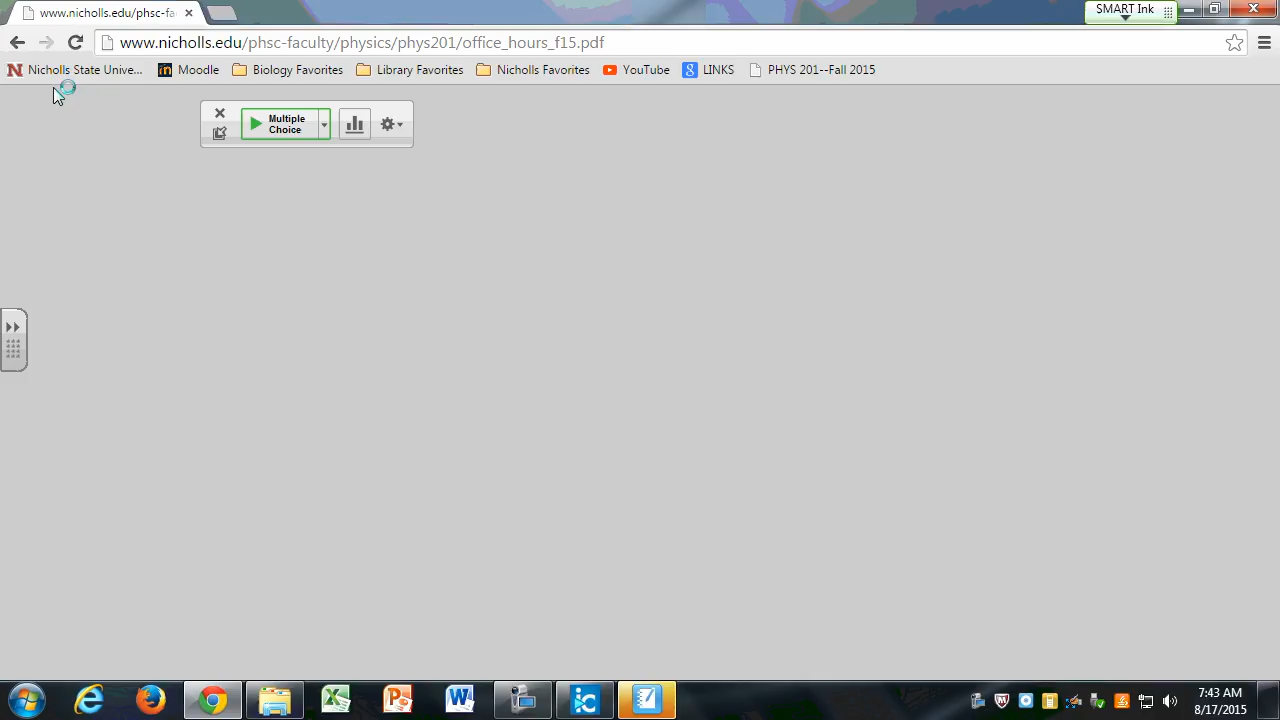 www.nicholls.edu/phsc-fa
SMART Ink
www.nicholls.edu/phsc-faculty/physics/phys201/office_hours_f15.pdf
Nicholls State Unive...
Moodle
Biology Favorites
Library Favorites
Nicholls Favorites
YouTube
LINKS
PHYS 201--Fall 2015
Multiple
Choice
7:43 AM
8/17/2015